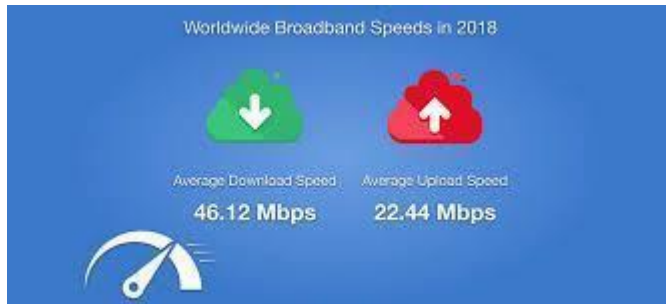 Worldwide Broadband Speeds in 2018
Average Download Speed
46.12 Mbps
Average Upload Speed
22.44 Mbps